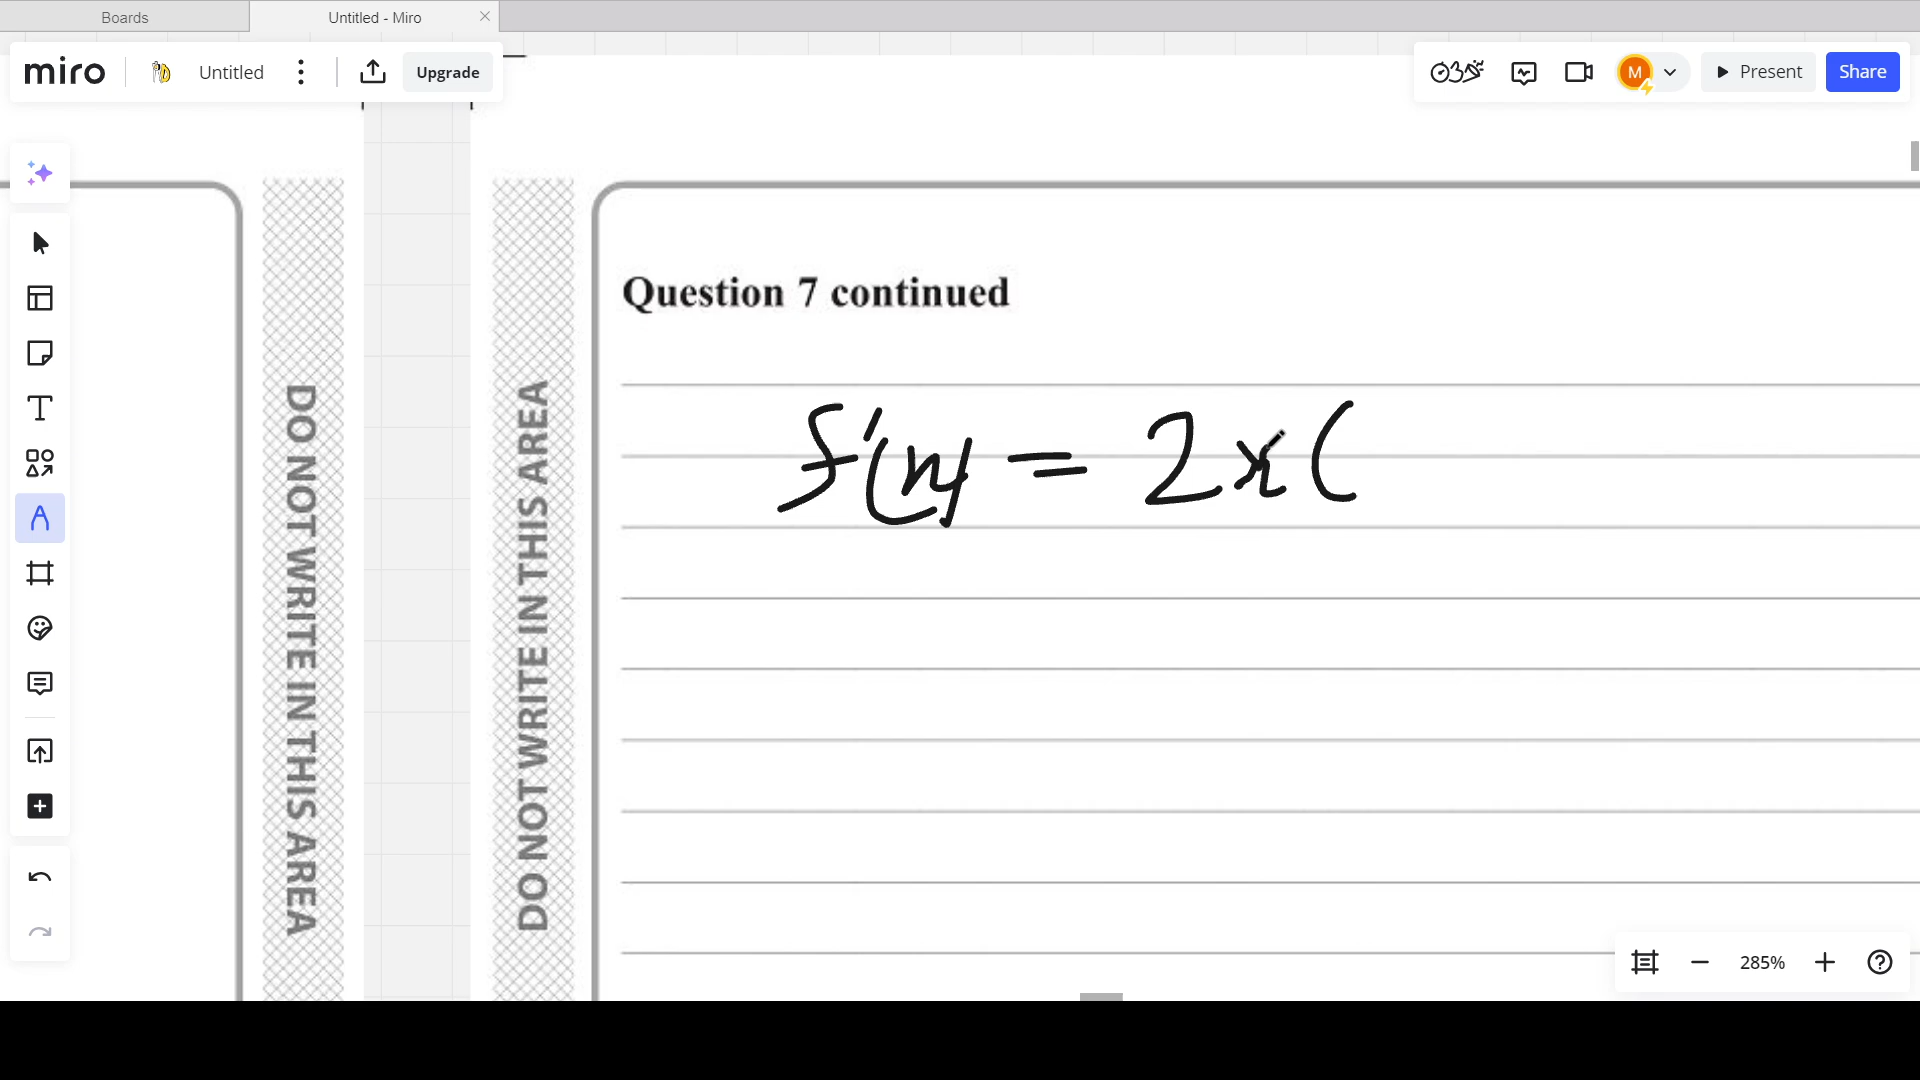 Boards
Untitled - Miro
miro
Untitled
Upgrade
M
Present
Share
DO NOT WRITE IN THIS AREA
DO NOT WRITE IN THIS AREA
Question 7 continued
f'(x) = 2x(
285%